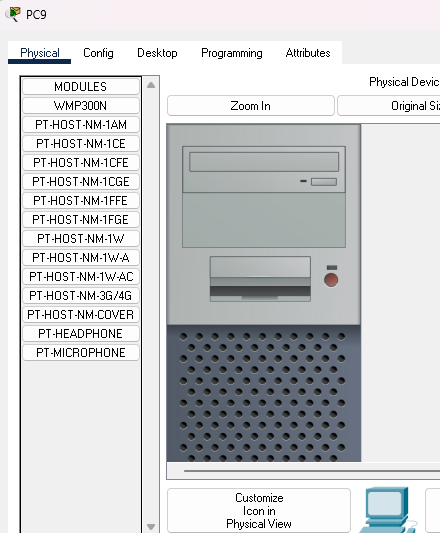 PC9
Physical Config Desktop Programming Attributes
MODULES
WMP300N
PT-HOST-NM-1AM
PT-HOST-NM-1CE
PT-HOST-NM-1CFE
PT-HOST-NM-1CGE
PT-HOST-NM-1FFE
PT-HOST-NM-1FGE
PT-HOST-NM-1W
PT-HOST-NM-1W-A
PT-HOST-NM-1W-AC
PT-HOST-NM-3G/4G
PT-HOST-NM-COVER
PT-HEADPHONE
PT-MICROPHONE
Physical Devic
Zoom In
Original Siz
Customize
Icon in
Physical View